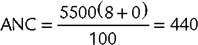 ANC = 5500(8 + 0) / 100 = 440